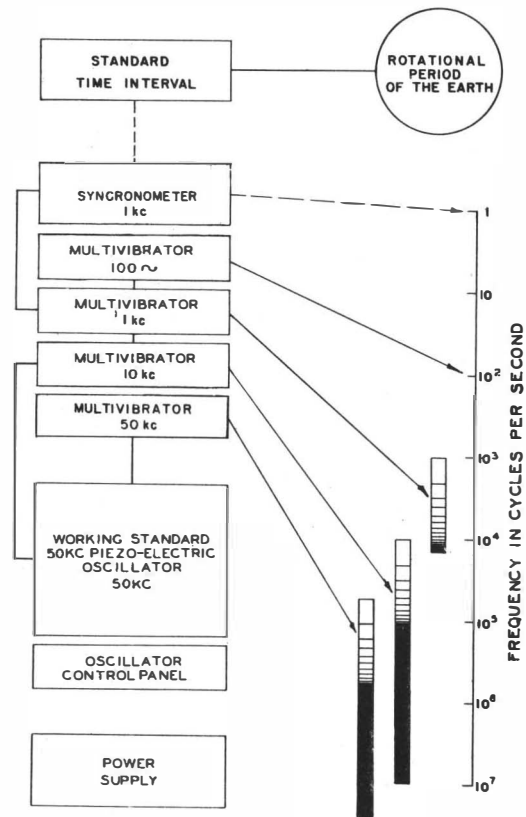 STANDARD
TIME INTERVAL
ROTATIONAL
PERIOD
OF THE EARTH
SYNCRONOMETER
1 kc
MULTIVIBRATOR
100 ~
MULTIVIBRATOR
1 kc
MULTIVIBRATOR
10 kc
MULTIVIBRATOR
50 kc
WORKING STANDARD
50KC PIEZO-ELECTRIC
OSCILLATOR
50KC
OSCILLATOR
CONTROL PANEL
POWER
SUPPLY
1
10
10²
10³
10⁴
10⁵
10⁶
10⁷
FREQUENCY IN CYCLES PER SECOND